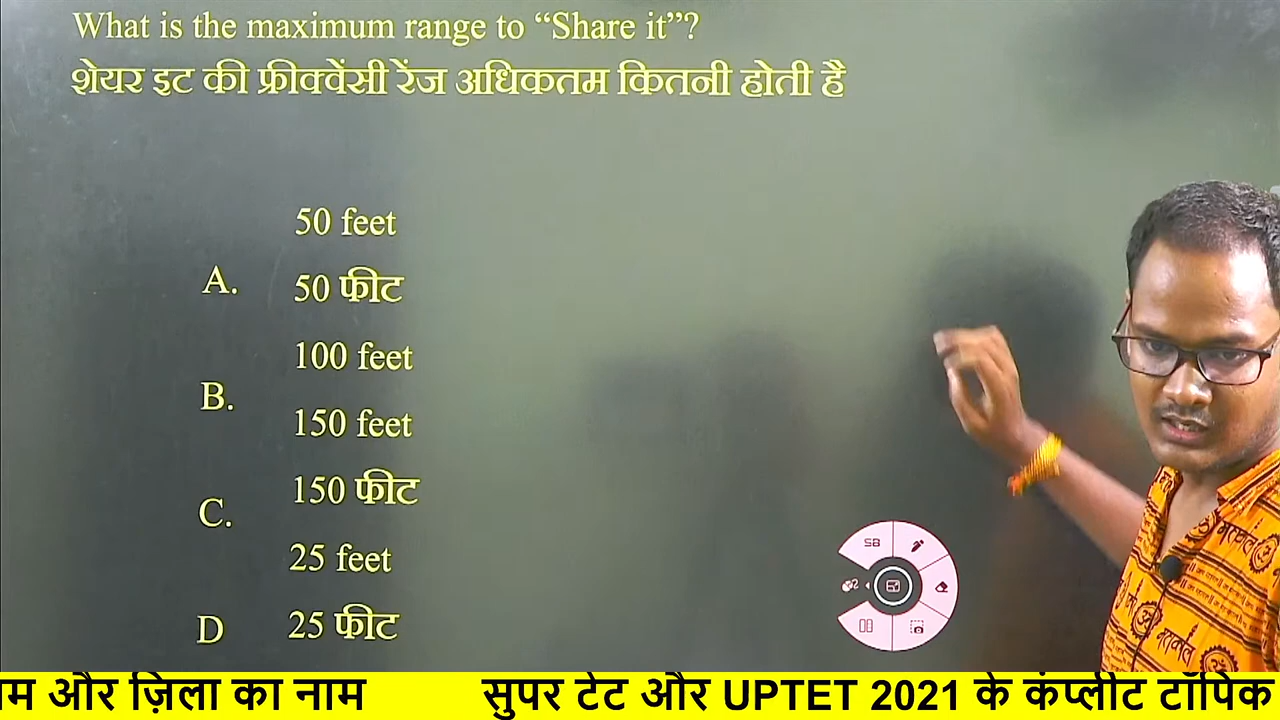 What is the maximum range to “Share it”?
शेयर इट की फ्रीक्वेंसी रेंज अधिकतम कितनी होती है
50 feet
A.
50 फीट
100 feet
B.
150 feet
150 फीट
C.
25 feet
D
25 फीट
म और ज़िला का नाम सुपर टेट और UPTET 2021 के कंप्लीट टॉपिक